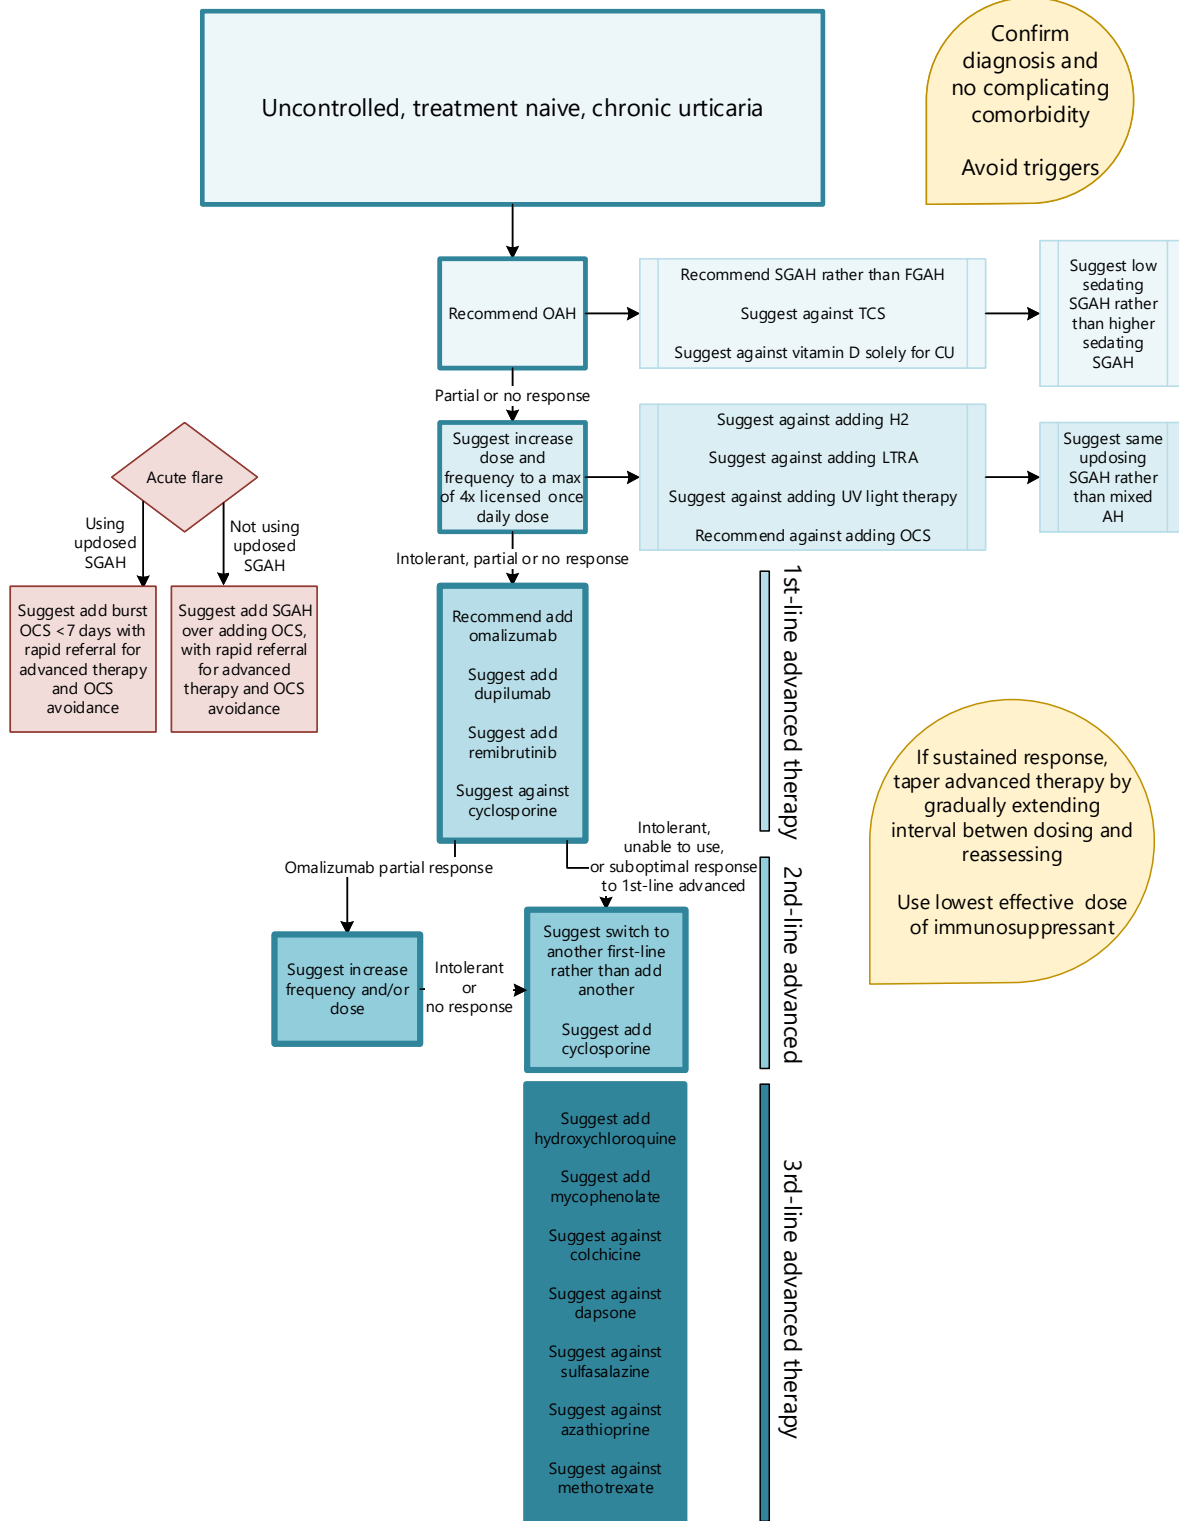 Uncontrolled, treatment naive, chronic urticaria
Confirm
diagnosis and
no complicating
comorbidity
Avoid triggers
Recommend OAH
Recommend SGAH rather than FGAH
Suggest against TCS
Suggest against vitamin D solely for CU
Suggest low
sedating
SGAH rather
than higher
sedating
SGAH
Partial or no response
Suggest increase
dose and
frequency to a max
of 4x licensed once
daily dose
Suggest against adding H2
Suggest against adding LTRA
Suggest against adding UV light therapy
Recommend against adding OCS
Suggest same
updosing
SGAH rather
than mixed
AH
Acute flare
Using
updosed
SGAH
Not using
updosed
SGAH
Suggest add burst
OCS <7 days with
rapid referral for
advanced therapy
and OCS
avoidance
Suggest add SGAH
over adding OCS,
with rapid referral
for advanced
therapy and OCS
avoidance
Intolerant, partial or no response
Recommend add
omalizumab
Suggest add
dupilumab
Suggest add
remibrutinib
Suggest against
cyclosporine
1st-line advanced therapy
If sustained response,
taper advanced therapy by
gradually extending
interval betwen dosing and
reassessing
Use lowest effective dose
of immunosuppressant
Omalizumab partial response
Intolerant,
unable to use,
or suboptimal response
to 1st-line advanced
Suggest increase
frequency and/or
dose
Intolerant
or
no response
Suggest switch to
another first-line
rather than add
another
Suggest add
cyclosporine
2nd-line advanced
Suggest add
hydroxychloroquine
Suggest add
mycophenolate
Suggest against
colchicine
Suggest against
dapsone
Suggest against
sulfasalazine
Suggest against
azathioprine
Suggest against
methotrexate
3rd-line advanced therapy